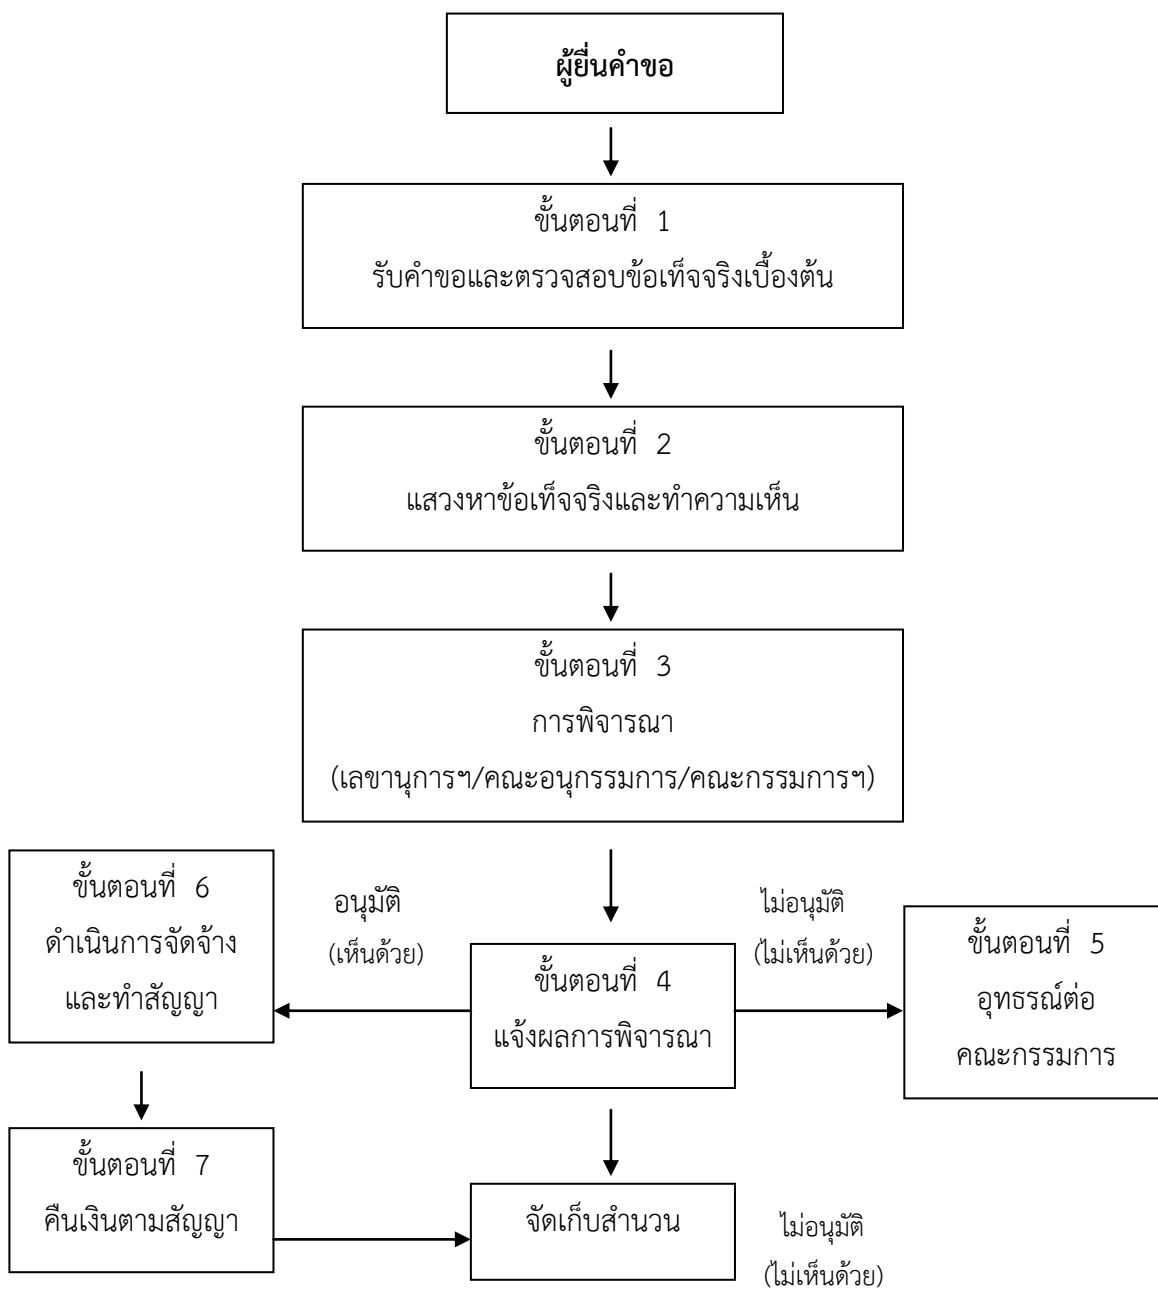 ผู้ยื่นคำขอ
ขั้นตอนที่ 1
รับคำขอและตรวจสอบข้อเท็จจริงเบื้องต้น
ขั้นตอนที่ 2
แสวงหาข้อเท็จจริงและทำความเห็น
ขั้นตอนที่ 3
การพิจารณา
(เลขานุการฯ/คณะอนุกรรมการ/คณะกรรมการฯ)
ขั้นตอนที่ 6
ดำเนินการจัดจ้าง
และทำสัญญา
อนุมัติ
(เห็นด้วย)
ขั้นตอนที่ 4
แจ้งผลการพิจารณา
ไม่อนุมัติ
(ไม่เห็นด้วย)
ขั้นตอนที่ 5
อุทธรณ์ต่อ
คณะกรรมการ
ขั้นตอนที่ 7
คืนเงินตามสัญญา
จัดเก็บสำนวน
ไม่อนุมัติ
(ไม่เห็นด้วย)